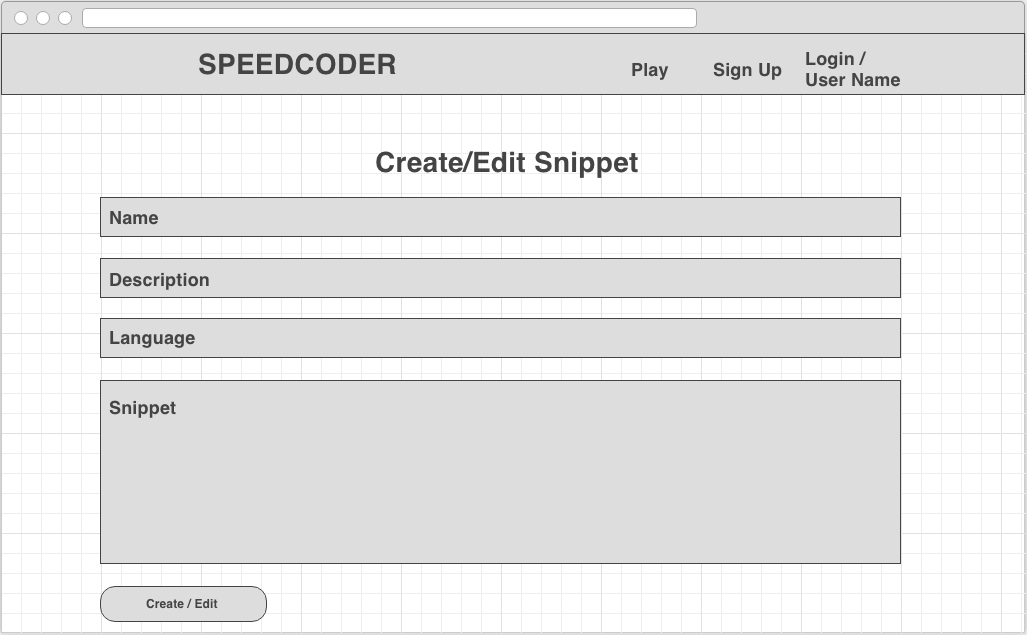 SPEEDCODER
Play
Sign Up
Login /
User Name
Create/Edit Snippet
Name
Description
Language
Snippet
Create / Edit